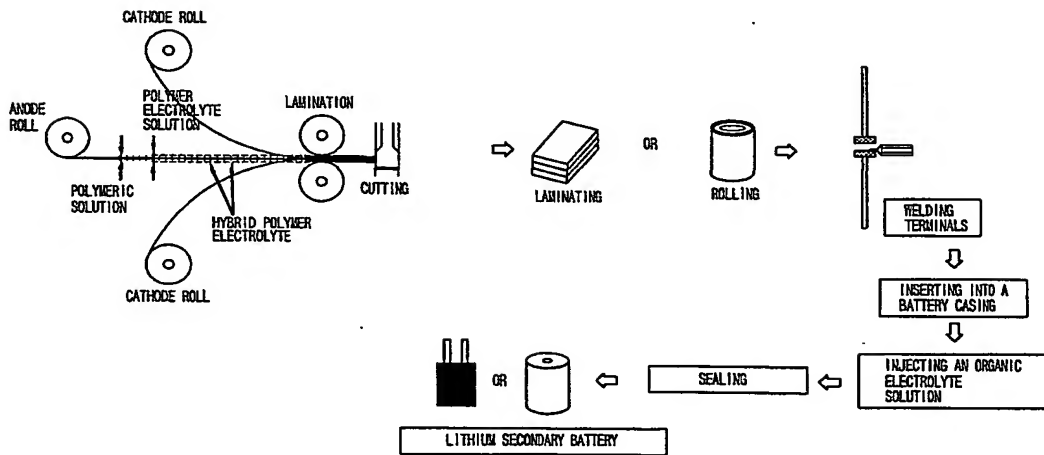 CATHODE ROLL
ANODE
ROLL
POLYMER
ELECTROLYTE
SOLUTION
LAMINATION
POLYMERIC
SOLUTION
HYBRID POLYMER
ELECTROLYTE
CUTTING
CATHODE ROLL
LAMINATING
OR
ROLLING
WELDING
TERMINALS
INSERTING INTO A
BATTERY CASING
INJECTING AN ORGANIC
ELECTROLYTE
SOLUTION
SEALING
OR
LITHIUM SECONDARY BATTERY